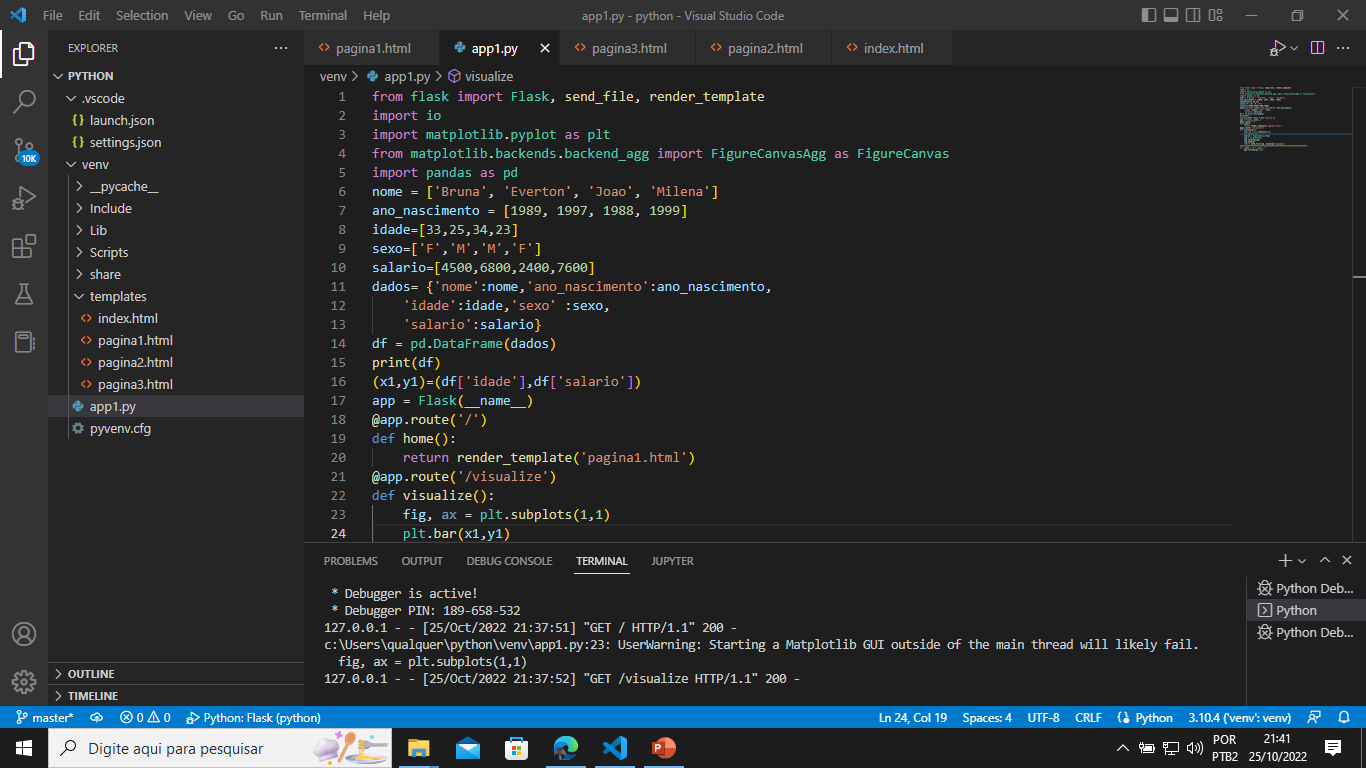 File Edit Selection View Go Run Terminal Help
app1.py - python - Visual Studio Code
EXPLORER
PYTHON
.vscode
launch.json
settings.json
venv
__pycache__
Include
Lib
Scripts
share
templates
index.html
pagina1.html
pagina2.html
pagina3.html
app1.py
pyvenv.cfg
OUTLINE
TIMELINE
10K
pagina1.html app1.py pagina3.html pagina2.html index.html
venv > app1.py > visualize
1 from flask import Flask, send_file, render_template
2 import io
3 import matplotlib.pyplot as plt
4 from matplotlib.backends.backend_agg import FigureCanvasAgg as FigureCanvas
5 import pandas as pd
6 nome = ['Bruna', 'Everton', 'Joao', 'Milena']
7 ano_nascimento = [1989, 1997, 1988, 1999]
8 idade=[33,25,34,23]
9 sexo=['F','M','M','F']
10 salario=[4500,6800,2400,7600]
11 dados= {'nome':nome,'ano_nascimento':ano_nascimento,
12 'idade':idade,'sexo' :sexo,
13 'salario':salario}
14 df = pd.DataFrame(dados)
15 print(df)
16 (x1,y1)=(df['idade'],df['salario'])
17 app = Flask(__name__)
18 @app.route('/')
19 def home():
20 return render_template('pagina1.html')
21 @app.route('/visualize')
22 def visualize():
23 fig, ax = plt.subplots(1,1)
24 plt.bar(x1,y1)
PROBLEMS OUTPUT DEBUG CONSOLE TERMINAL JUPYTER
* Debugger is active!
* Debugger PIN: 189-658-532
127.0.0.1 - - [25/Oct/2022 21:37:51] "GET / HTTP/1.1" 200 -
c:\Users\qualquer\python\venv\app1.py:23: UserWarning: Starting a Matplotlib GUI outside of the main thread will likely fail.
fig, ax = plt.subplots(1,1)
127.0.0.1 - - [25/Oct/2022 21:37:52] "GET /visualize HTTP/1.1" 200 -
Python Deb...
Python
Python Deb...
master* 0 0 Python: Flask (python)
Ln 24, Col 19 Spaces: 4 UTF-8 CRLF Python 3.10.4 ('venv': venv)
Digite aqui para pesquisar
POR
PTB2
21:41
25/10/2022